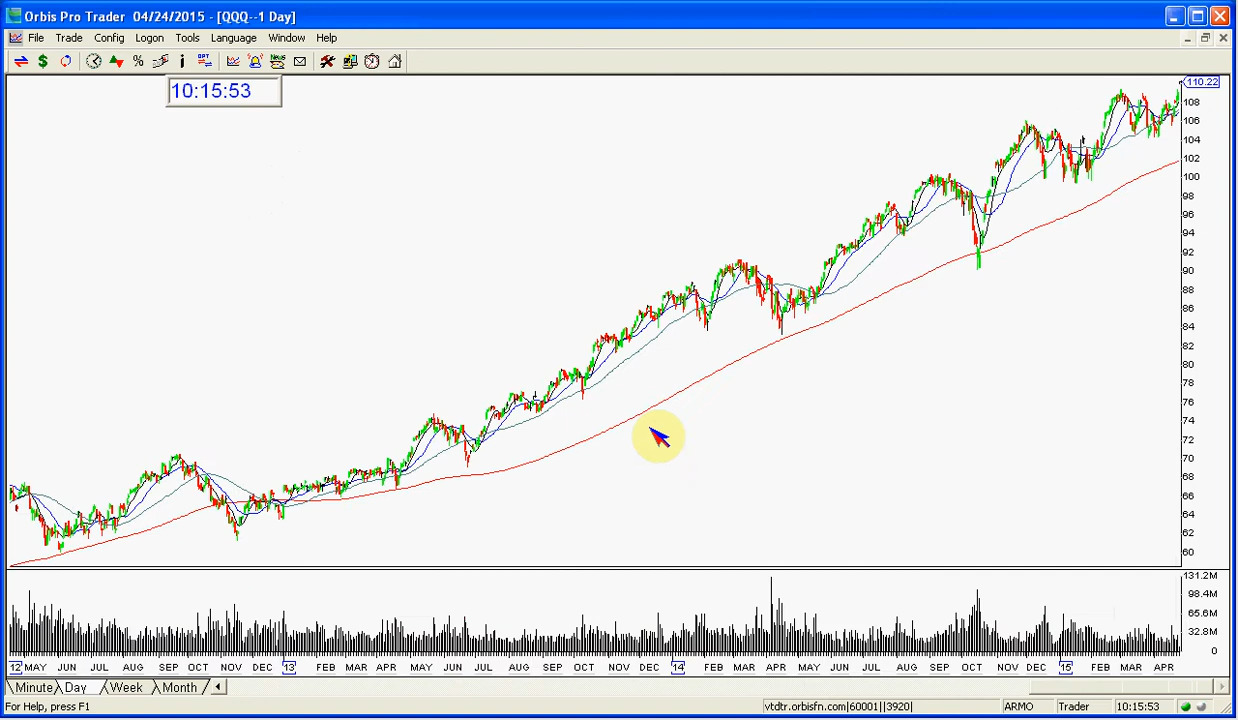 Orbis Pro Trader 04/24/2015 - [QQQ--1 Day]
File Trade Config Logon Tools Language Window Help
% i OPT News
10:15:53
110.22
108
106
104
102
100
98
96
94
92
90
88
86
84
82
80
78
76
74
72
70
68
66
64
62
60
131.2M
98.4M
65.6M
32.8M
0
12 MAY JUN JUL AUG SEP OCT NOV DEC 13 FEB MAR APR MAY JUN JUL AUG SEP OCT NOV DEC 14 FEB MAR APR MAY JUN JUL AUG SEP OCT NOV DEC 15 FEB MAR APR
Minute Day Week Month
For Help, press F1 vtdtr.orbisfn.com|60001||3920| ARMO Trader 10:15:53